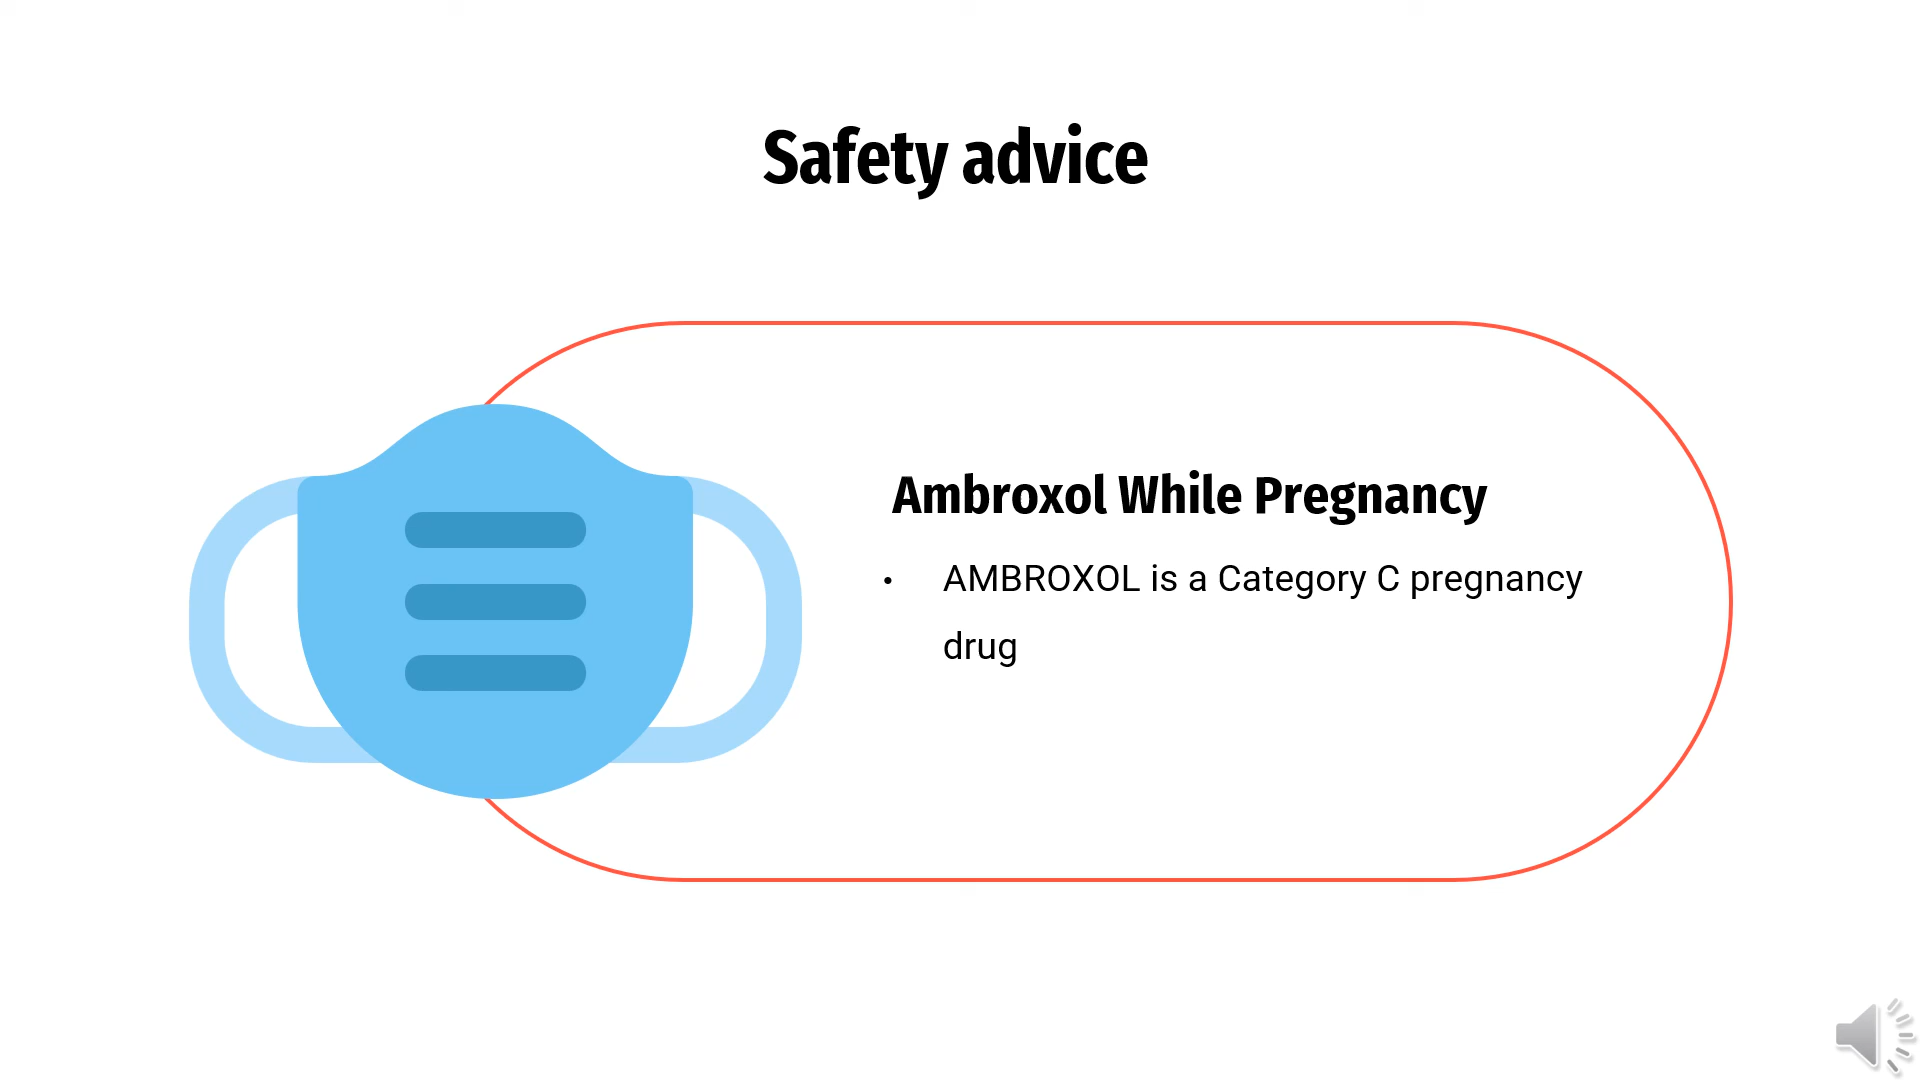 Safety advice
Ambroxol While Pregnancy
• AMBROXOL is a Category C pregnancy
drug